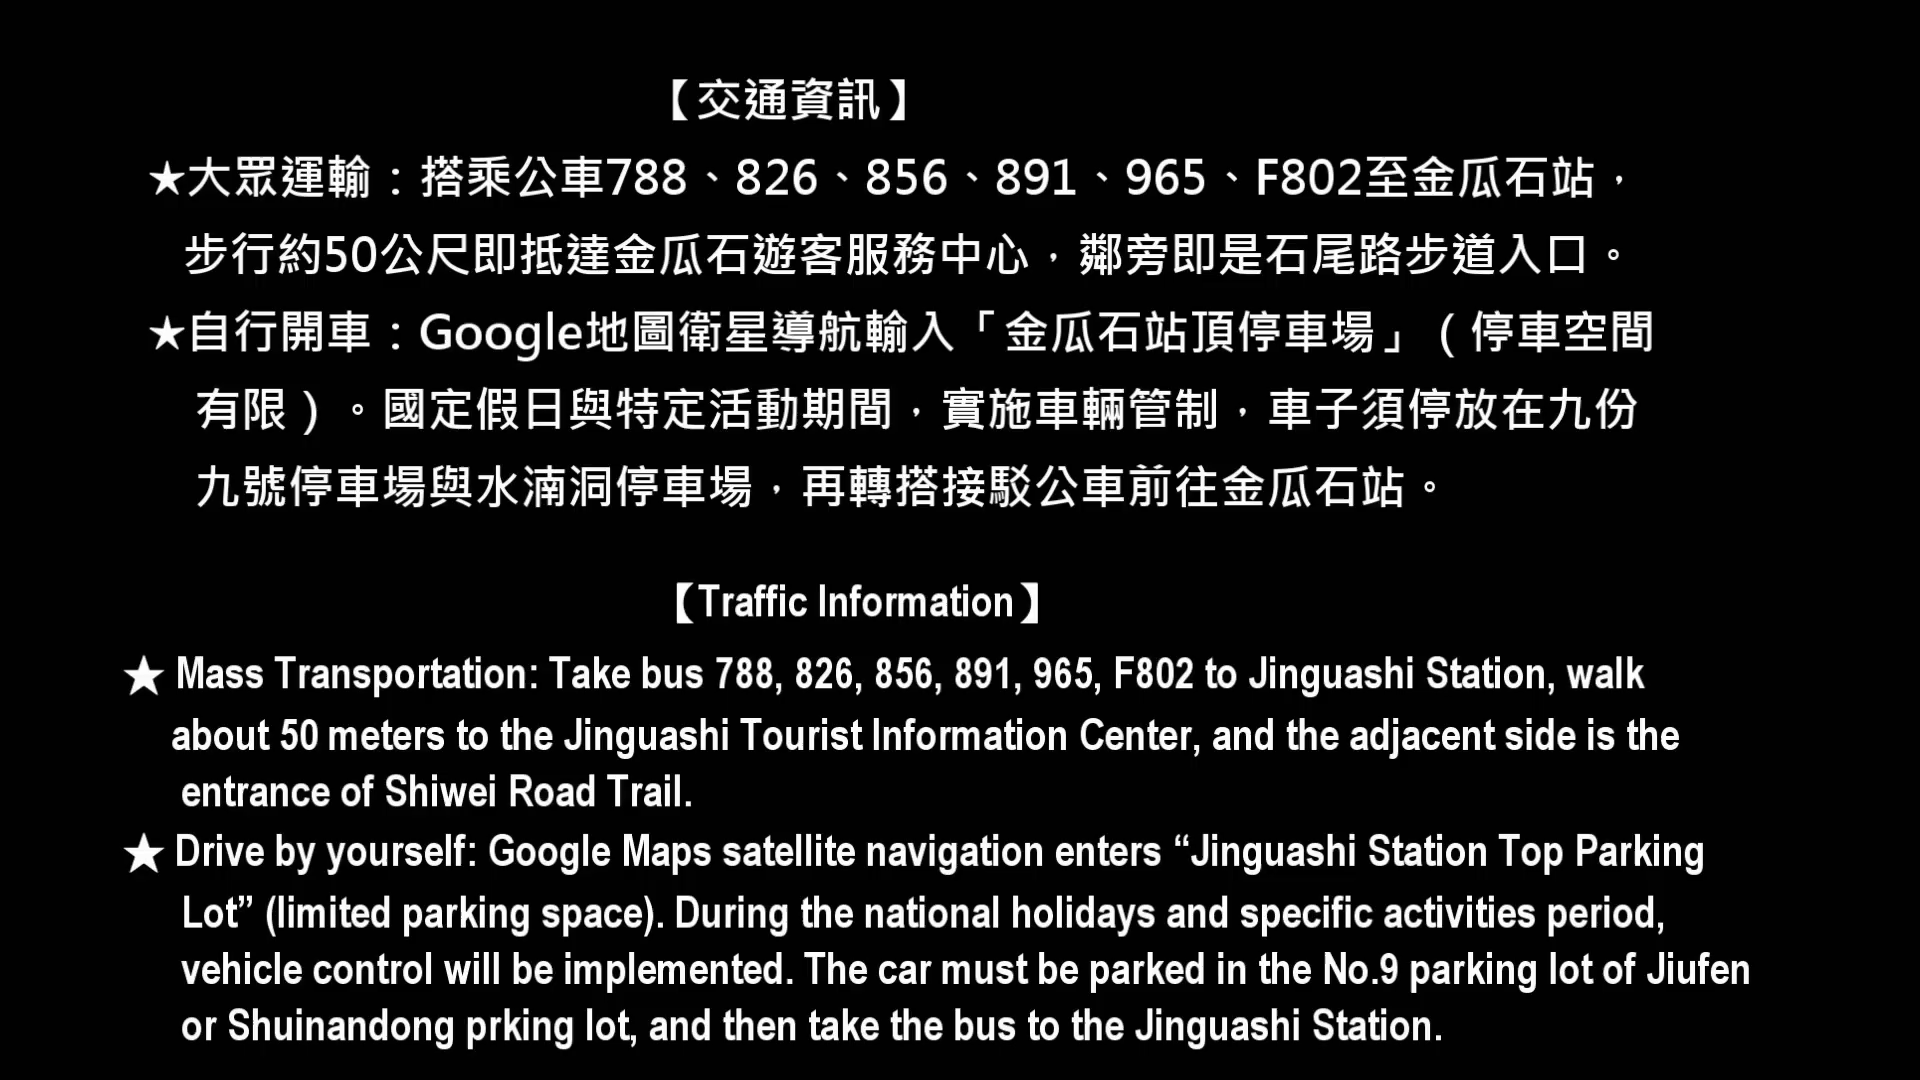 【交通資訊】
★大眾運輸：搭乘公車788、826、856、891、965、F802至金瓜石站，
步行約50公尺即抵達金瓜石遊客服務中心，鄰旁即是石尾路步道入口。
★自行開車：Google地圖衛星導航輸入「金瓜石站頂停車場」（停車空間
有限）。國定假日與特定活動期間，實施車輛管制，車子須停放在九份
九號停車場與水湳洞停車場，再轉搭接駁公車前往金瓜石站。
【Traffic Information】
★ Mass Transportation: Take bus 788, 826, 856, 891, 965, F802 to Jinguashi Station, walk
about 50 meters to the Jinguashi Tourist Information Center, and the adjacent side is the
entrance of Shiwei Road Trail.
★ Drive by yourself: Google Maps satellite navigation enters “Jinguashi Station Top Parking
Lot” (limited parking space). During the national holidays and specific activities period,
vehicle control will be implemented. The car must be parked in the No.9 parking lot of Jiufen
or Shuinandong prking lot, and then take the bus to the Jinguashi Station.